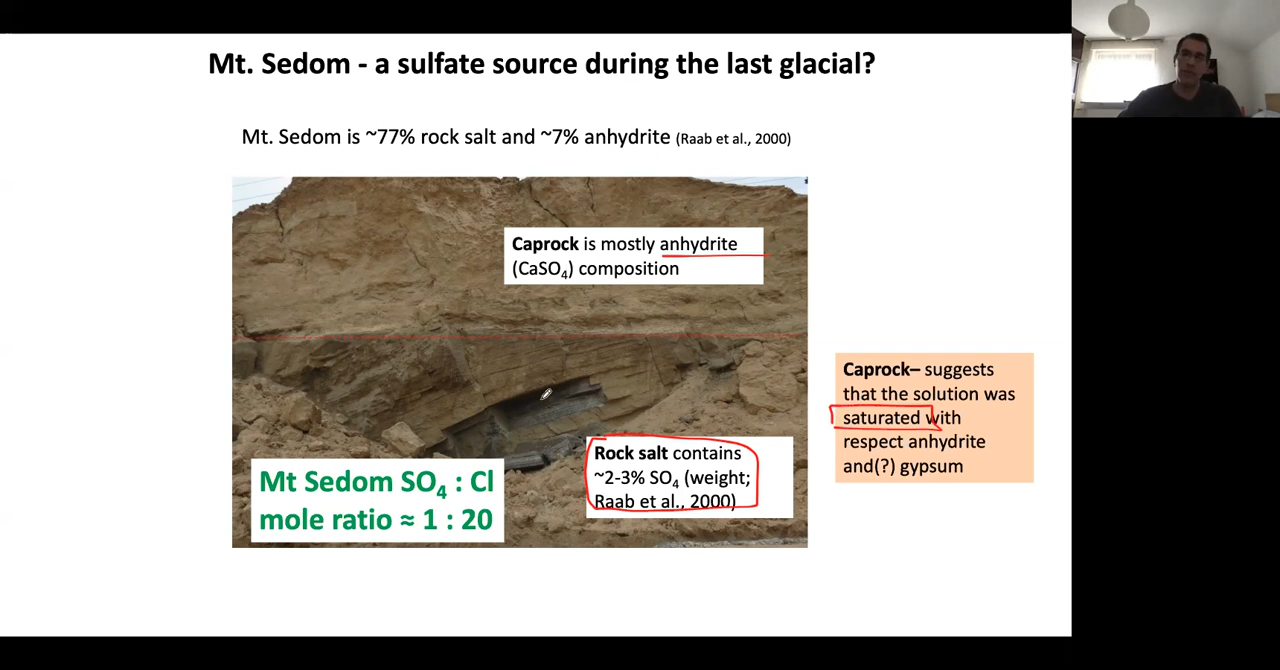 Mt. Sedom - a sulfate source during the last glacial?
Mt. Sedom is ~77% rock salt and ~7% anhydrite (Raab et al., 2000)
Caprock is mostly anhydrite
(CaSO₄) composition
Caprock– suggests
that the solution was
saturated with
respect anhydrite
and(?) gypsum
Rock salt contains
~2-3% SO₄ (weight;
Raab et al., 2000)
Mt Sedom SO₄ : Cl
mole ratio ≈ 1 : 20